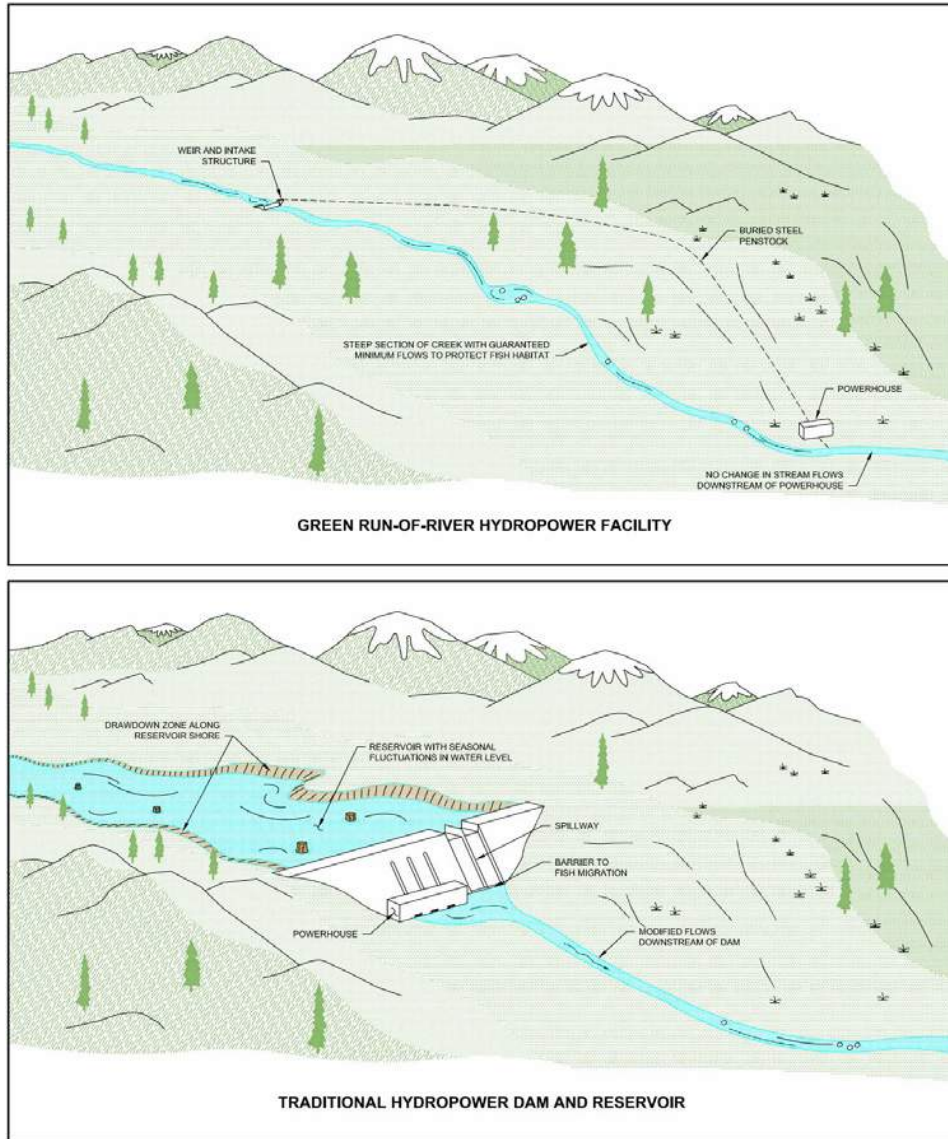 WEIR AND INTAKE
STRUCTURE
BURIED STEEL
PENSTOCK
STEEP SECTION OF CREEK WITH GUARANTEED
MINIMUM FLOWS TO PROTECT FISH HABITAT
POWERHOUSE
NO CHANGE IN STREAM FLOWS
DOWNSTREAM OF POWERHOUSE
GREEN RUN-OF-RIVER HYDROPOWER FACILITY
DRAWDOWN ZONE ALONG
RESERVOIR SHORE
RESERVOIR WITH SEASONAL
FLUCTUATIONS IN WATER LEVEL
SPILLWAY
BARRIER TO
FISH MIGRATION
POWERHOUSE
MODIFIED FLOWS
DOWNSTREAM OF DAM
TRADITIONAL HYDROPOWER DAM AND RESERVOIR